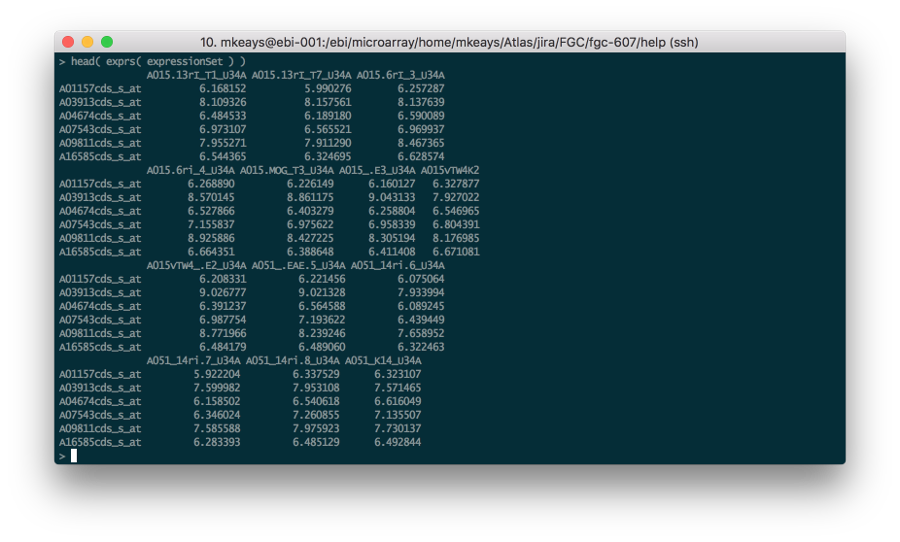 10. mkeays@ebi-001:/ebi/microarray/home/mkeays/Atlas/jira/FGC/fgc-607/help (ssh)
> head( exprs( expressionSet ) )
A015.13rI_T1_U34A A015.13rI_T7_U34A A015.6rI_3_U34A
A01157cds_s_at 6.168152 5.990276 6.257287
A03913cds_s_at 8.109326 8.157561 8.137639
A04674cds_s_at 6.484533 6.189180 6.590089
A07543cds_s_at 6.973107 6.565521 6.969937
A09811cds_s_at 7.955271 7.911290 8.467365
A16585cds_s_at 6.544365 6.324695 6.628574
A015.6ri_4_U34A A015.MOG_T3_U34A A015_.E3_U34A A015vTW4K2
A01157cds_s_at 6.268890 6.226149 6.160127 6.327877
A03913cds_s_at 8.570145 8.861175 9.043133 7.927022
A04674cds_s_at 6.527866 6.403279 6.258804 6.546965
A07543cds_s_at 7.155837 6.975622 6.958339 6.804391
A09811cds_s_at 8.925886 8.427225 8.305194 8.176985
A16585cds_s_at 6.664351 6.388648 6.411408 6.671081
A015vTW4_.E2_U34A A051_.EAE.5_U34A A051_14ri.6_U34A
A01157cds_s_at 6.208331 6.221456 6.075064
A03913cds_s_at 9.026777 9.021328 7.933994
A04674cds_s_at 6.391237 6.564588 6.089245
A07543cds_s_at 6.987754 7.193622 6.439449
A09811cds_s_at 8.771966 8.239246 7.658952
A16585cds_s_at 6.484179 6.489060 6.322463
A051_14ri.7_U34A A051_14ri.8_U34A A051_K14_U34A
A01157cds_s_at 5.922204 6.337529 6.323107
A03913cds_s_at 7.599982 7.953108 7.571465
A04674cds_s_at 6.158502 6.540618 6.616049
A07543cds_s_at 6.346024 7.260855 7.135507
A09811cds_s_at 7.585588 7.975923 7.730137
A16585cds_s_at 6.283393 6.485129 6.492844
>